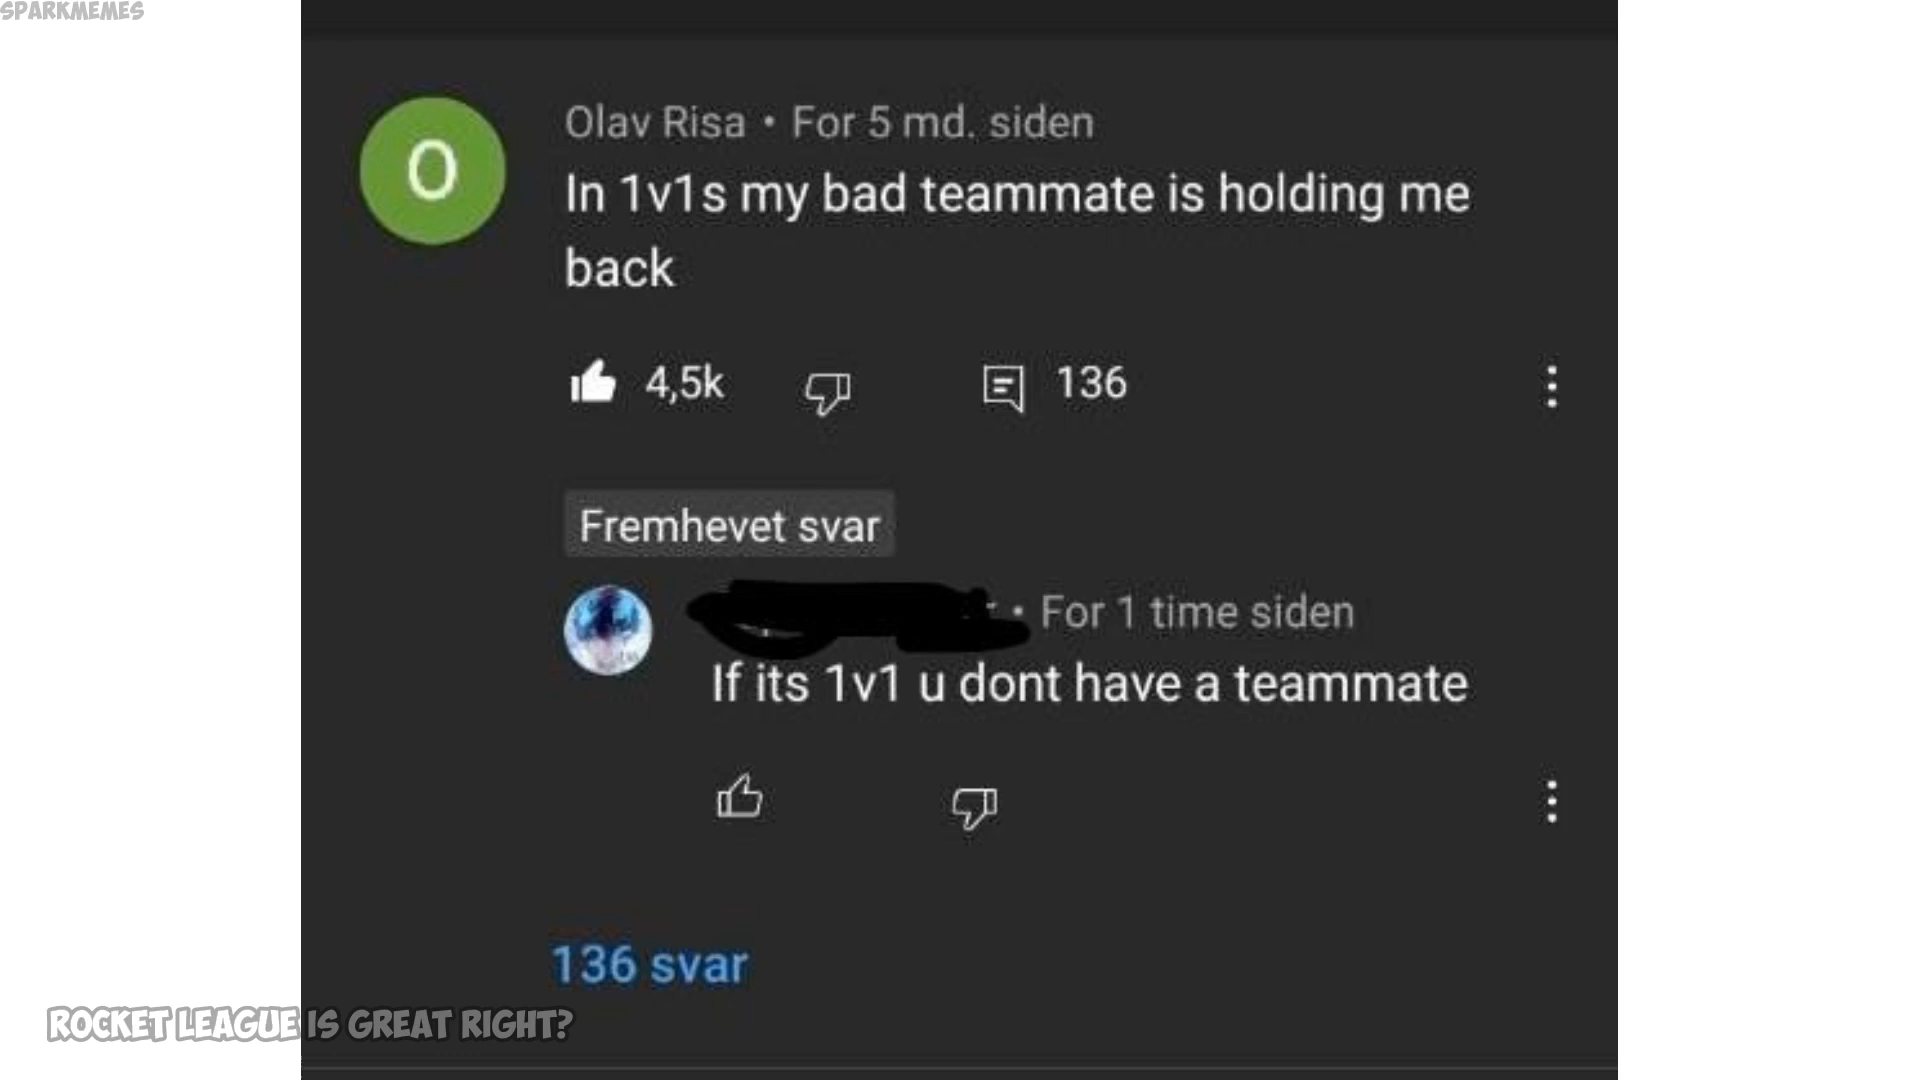 SPARKMEMES
O
Olav Risa • For 5 md. siden
In 1v1s my bad teammate is holding me
back
4,5k 136
Fremhevet svar
• For 1 time siden
If its 1v1 u dont have a teammate
136 svar
ROCKET LEAGUE IS GREAT RIGHT?